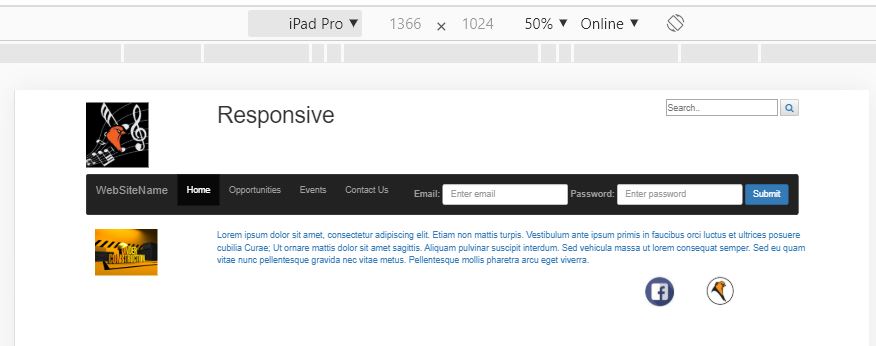 iPad Pro ▼ 1366 × 1024 50% ▼ Online ▼
Responsive
Search..
WebSiteName Home Opportunities Events Contact Us Email: Enter email Password: Enter password Submit
UNDER CONSTRUCTION
Lorem ipsum dolor sit amet, consectetur adipiscing elit. Etiam non mattis turpis. Vestibulum ante ipsum primis in faucibus orci luctus et ultrices posuere
cubilia Curae; Ut ornare mattis dolor sit amet sagittis. Aliquam pulvinar suscipit interdum. Sed vehicula massa ut lorem consequat semper. Sed eu quam
vitae nunc pellentesque gravida nec vitae metus. Pellentesque mollis pharetra arcu eget viverra.